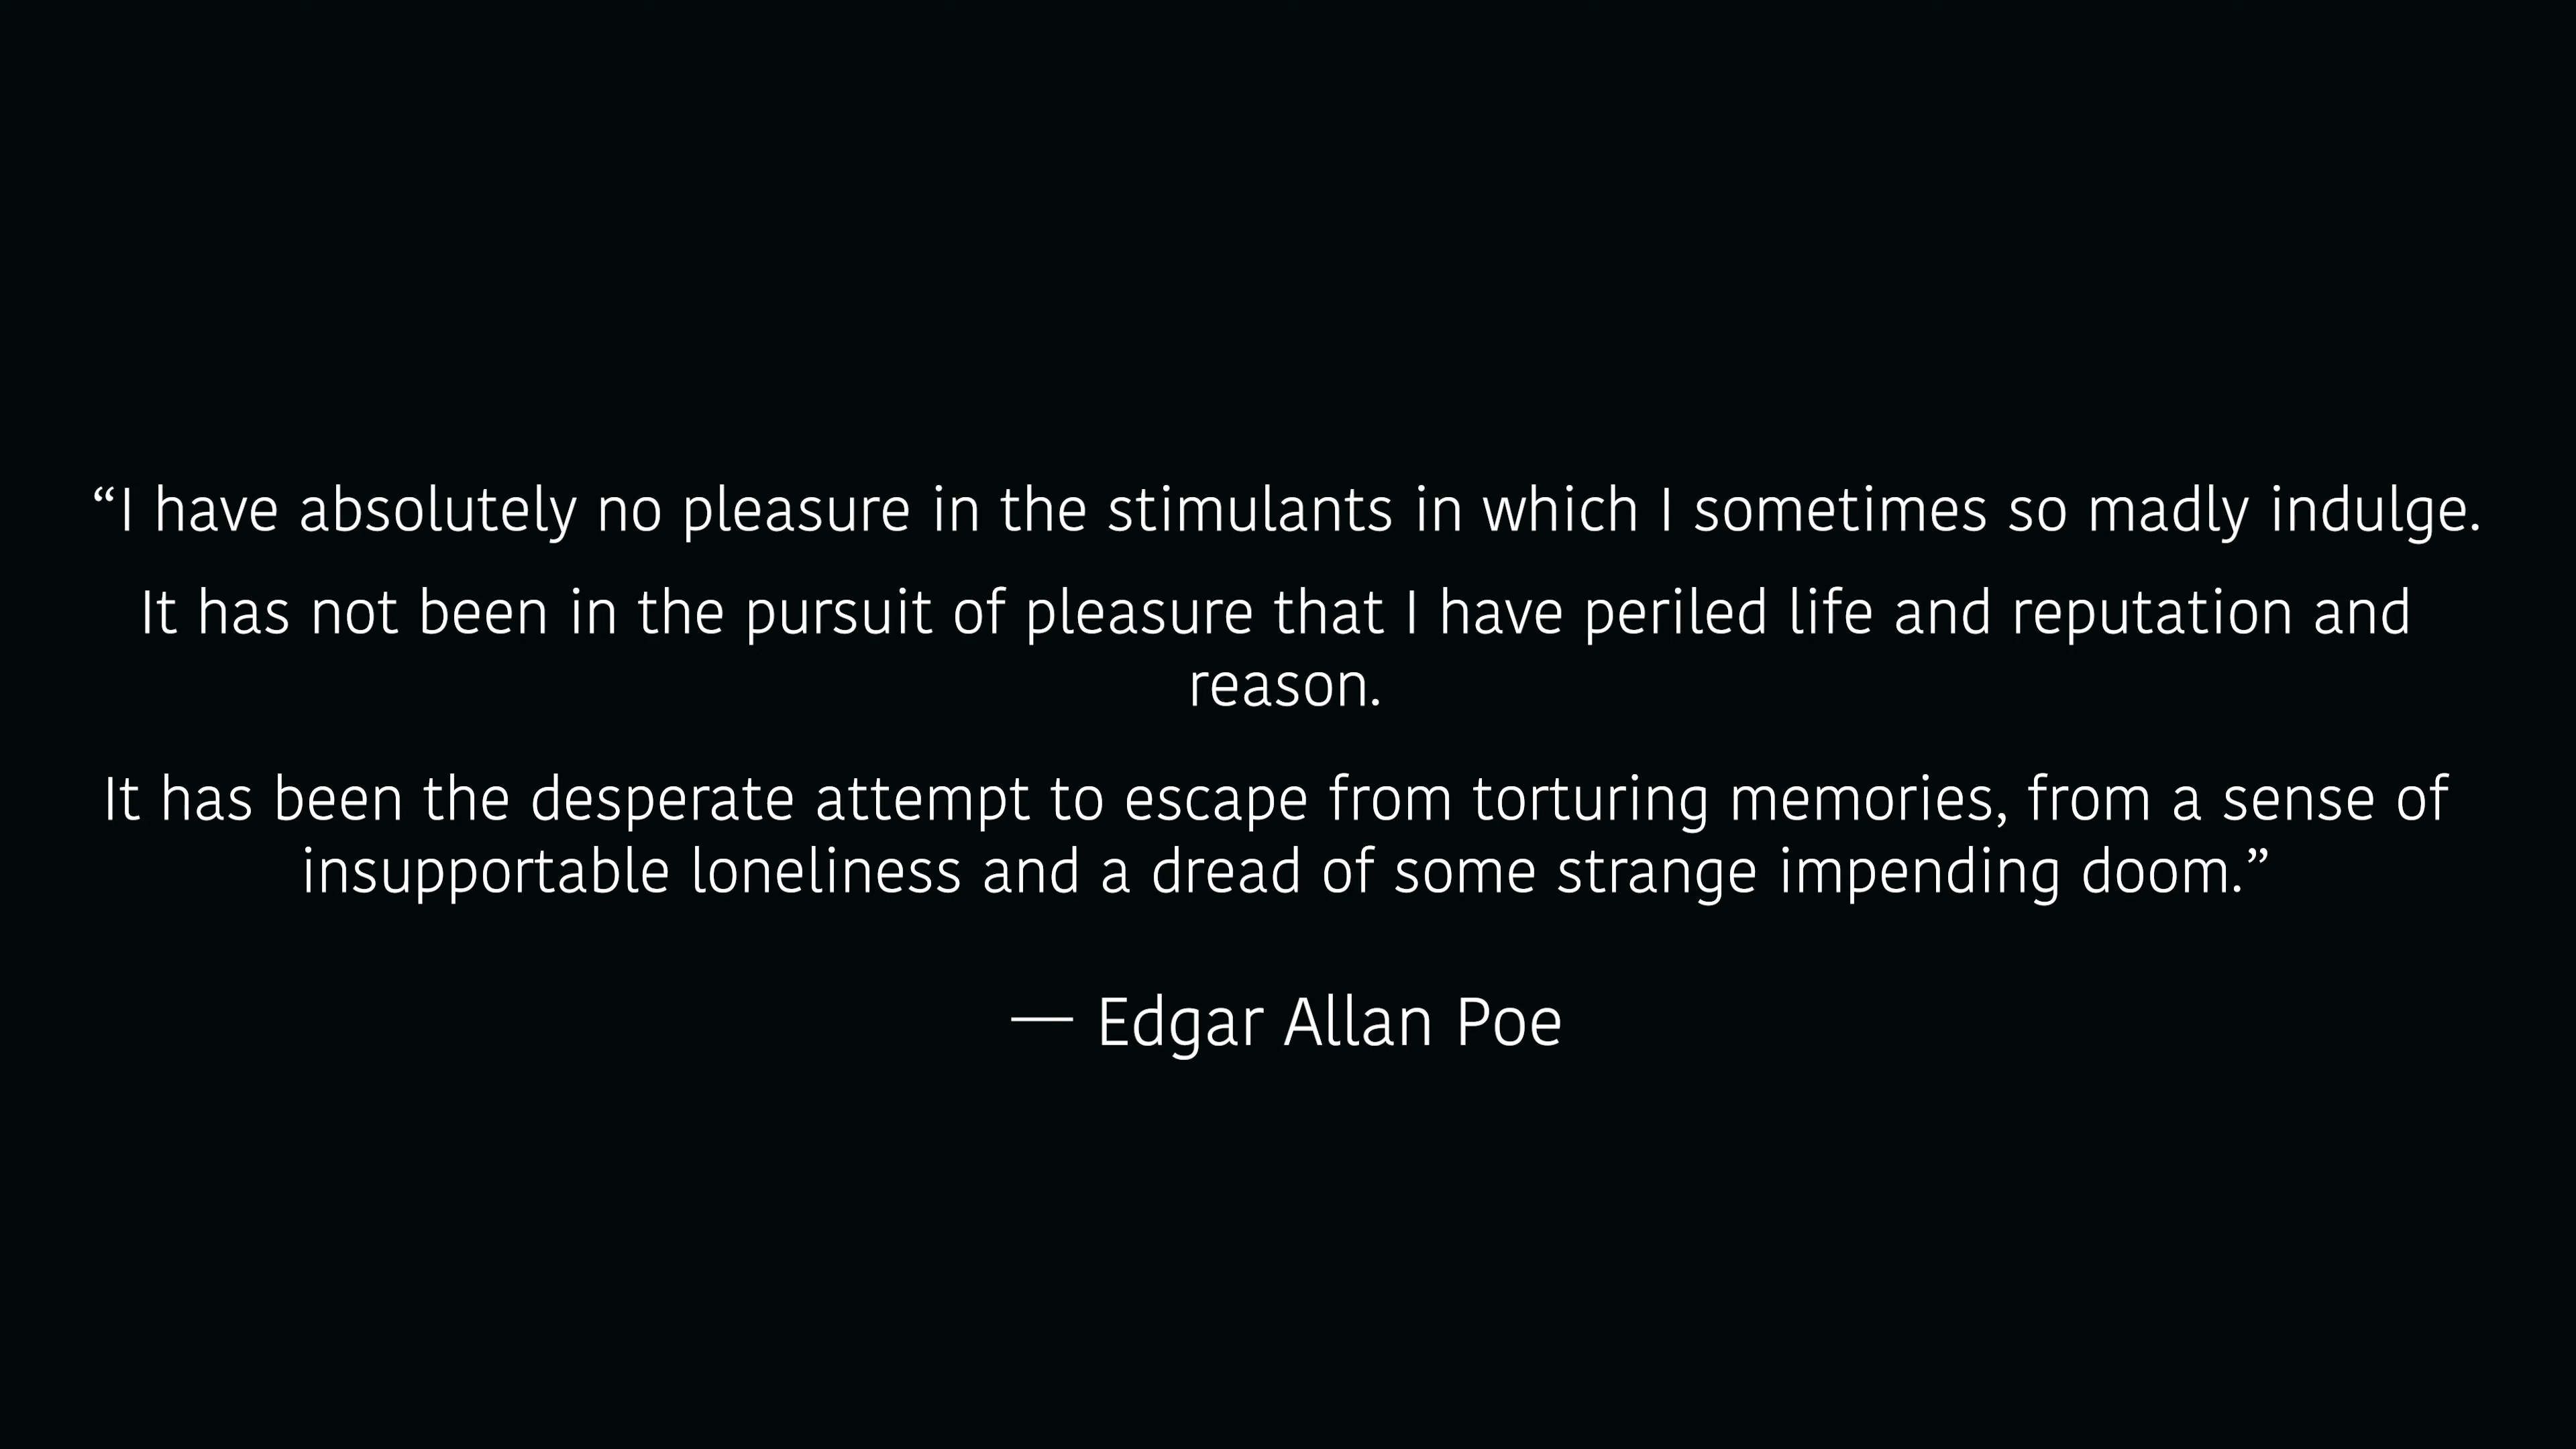 “I have absolutely no pleasure in the stimulants in which I sometimes so madly indulge.
It has not been in the pursuit of pleasure that I have periled life and reputation and
reason.
It has been the desperate attempt to escape from torturing memories, from a sense of
insupportable loneliness and a dread of some strange impending doom.”
— Edgar Allan Poe